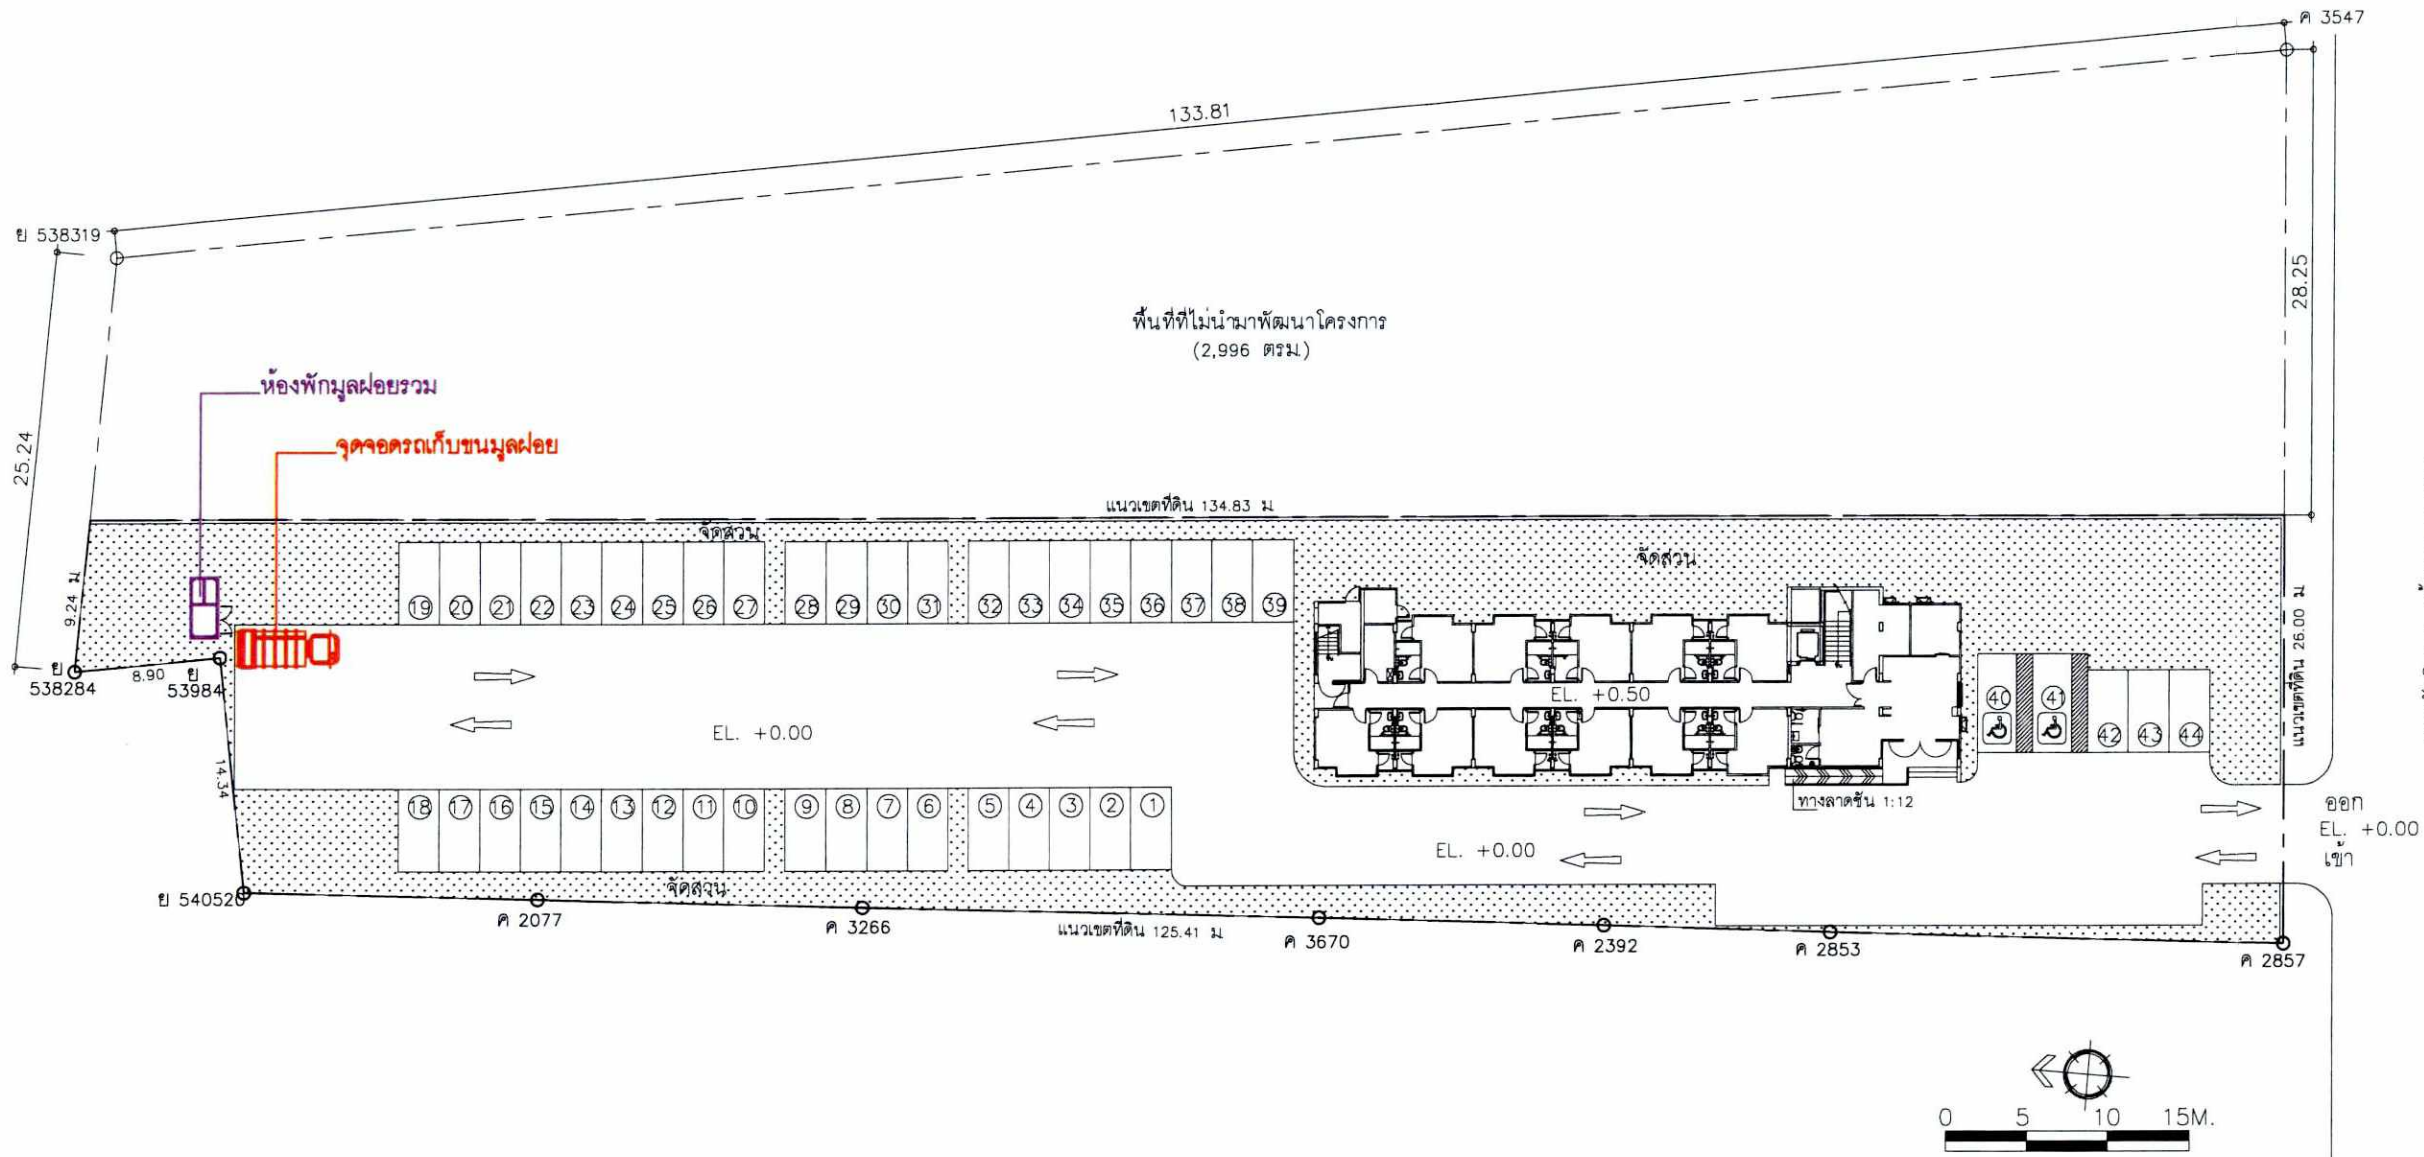 ค 3547
133.81
ย 538319
28.25
พื้นที่ที่ไม่นำมาพัฒนาโครงการ
(2,996 ตรม.)
ห้องพักมูลฝอยรวม
จุดจอดรถเก็บขนมูลฝอย
25.24
แนวเขตที่ดิน 134.83 ม
จัดสวน
จัดสวน
9.24 ม
19 20 21 22 23 24 25 26 27 28 29 30 31 32 33 34 35 36 37 38 39
แนวเขตที่ดิน 26.00 ม
ย
538284
8.90
ย
53984
EL. +0.50
40 41 42 43 44
EL. +0.00
14.34
18 17 16 15 14 13 12 11 10 9 8 7 6 5 4 3 2 1
ทางลาดชัน 1:12
ออก
EL. +0.00
เข้า
EL. +0.00
จัดสวน
ย 540520
ค 2077
ค 3266
แนวเขตที่ดิน 125.41 ม
ค 3670
ค 2392
ค 2853
ค 2857
0 5 10 15M.